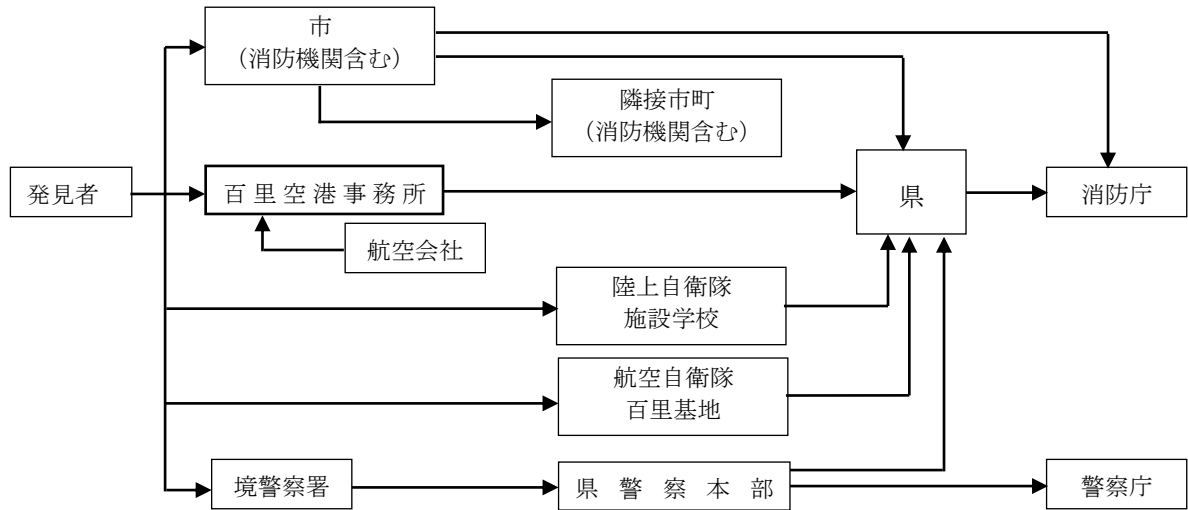 市
（消防機関含む）
隣接市町
（消防機関含む）
発見者
百里空港事務所
県
消防庁
航空会社
陸上自衛隊
施設学校
航空自衛隊
百里基地
境警察署
県警察本部
警察庁